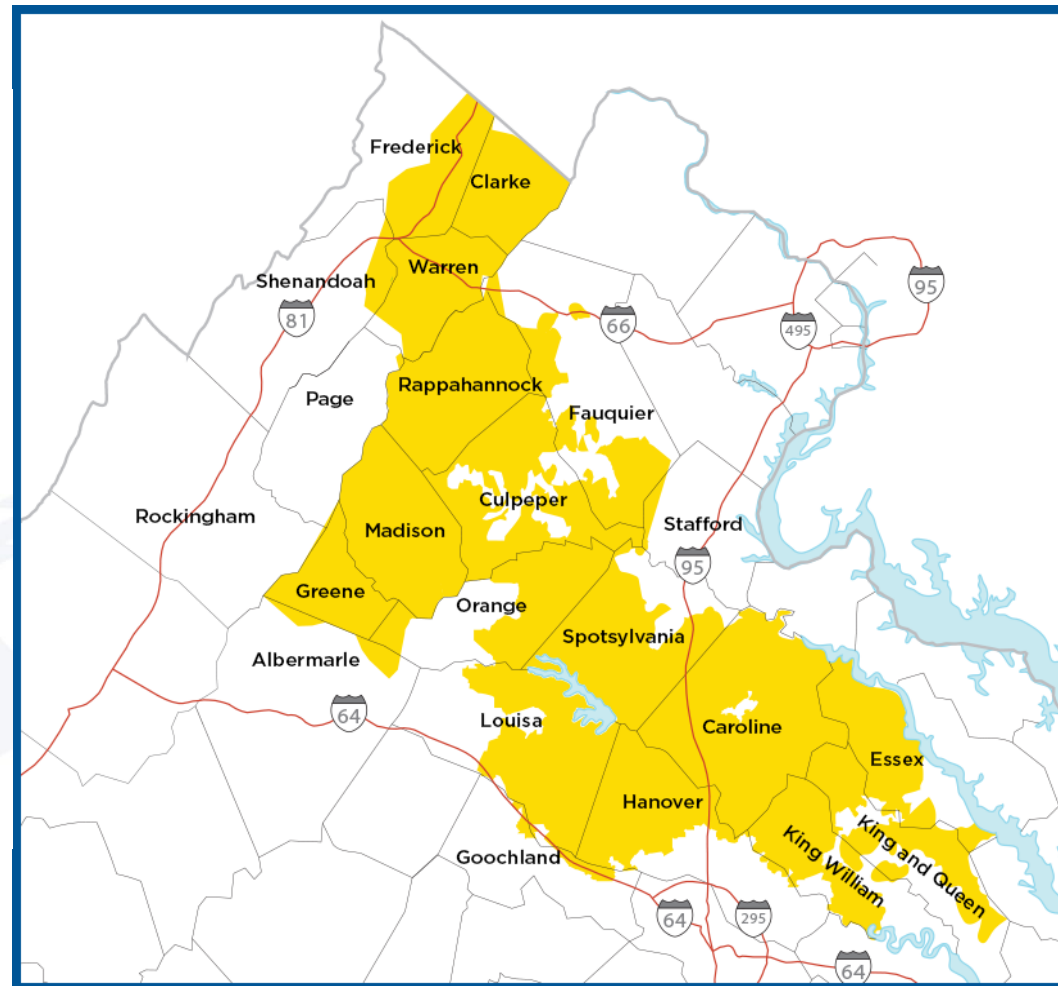 Frederick
Clarke
Warren
Shenandoah
95
81
66
495
Rappahannock
Page
Fauquier
Culpeper
Rockingham
Stafford
Madison
95
Greene
Orange
Spotsylvania
Albermarle
64
Louisa
Caroline
Essex
Hanover
King and Queen
King William
Goochland
64
295
64